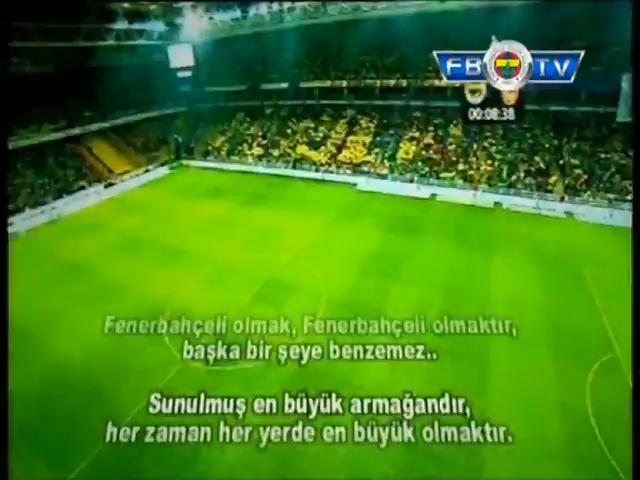 FB TV
00:08:38
Fenerbahçeli olmak, Fenerbahçeli olmaktır,
başka bir şeye benzemez..
Sunulmuş en büyük armağandır,
her zaman her yerde en büyük olmaktır.